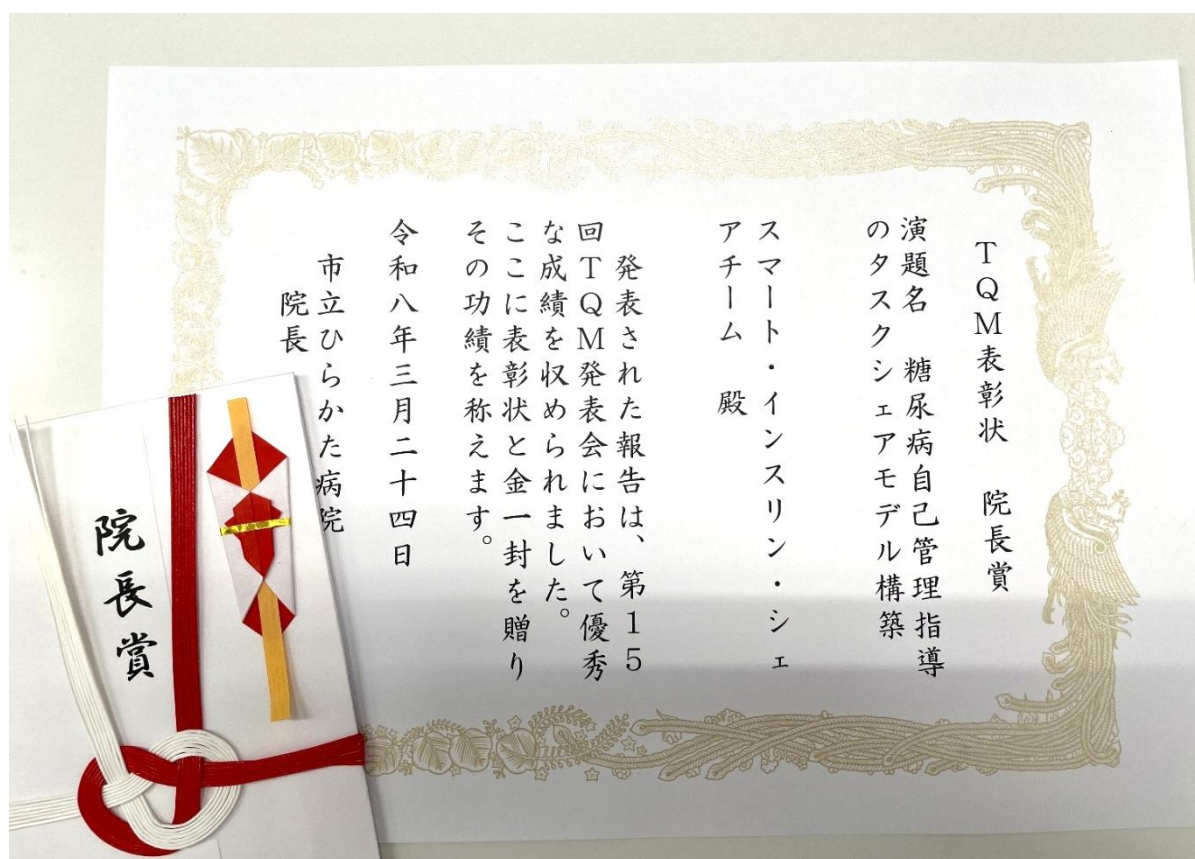 TQM表彰状　院長賞
演題名　糖尿病自己管理指導
のタスクシェアモデル構築
スマート・インスリン・シェ
アチーム　殿
発表された報告は、第15
回TQM発表会において優秀
な成績を収められました。
ここに表彰状と金一封を贈り
その功績を称えます。
令和八年三月二十四日
市立ひらかた病院
院長
院長賞